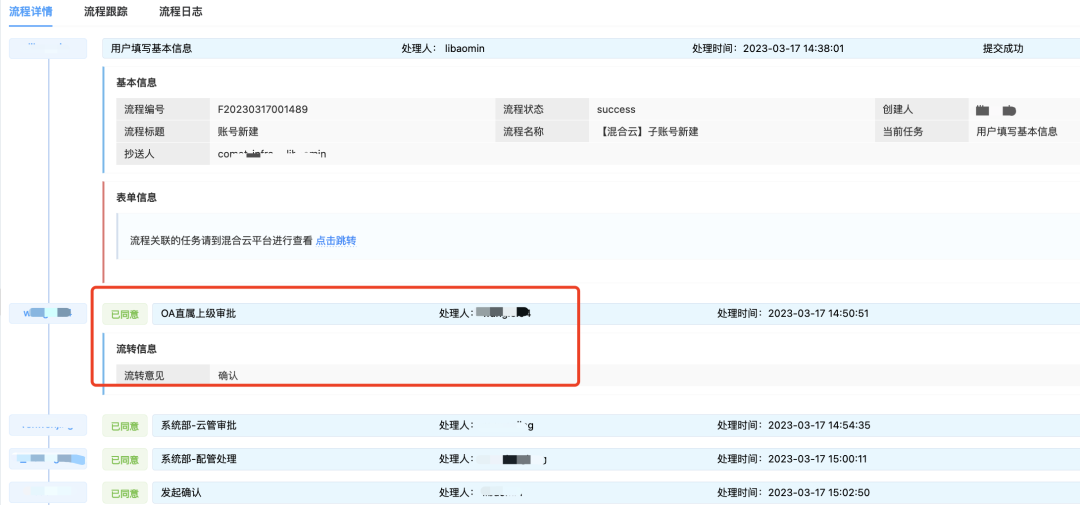 流程详情 流程跟踪 流程日志
用户填写基本信息 处理人： libaomin 处理时间：2023-03-17 14:38:01 提交成功
基本信息
流程编号 F20230317001489 流程状态 success 创建人
流程标题 账号新建 流程名称 【混合云】子账号新建 当前任务 用户填写基本信息
抄送人
表单信息
流程关联的任务请到混合云平台进行查看 点击跳转
已同意 OA直属上级审批 处理人： 处理时间：2023-03-17 14:50:51
流转信息
流转意见 确认
已同意 系统部-云管审批 处理人： 处理时间：2023-03-17 14:54:35
已同意 系统部-配管处理 处理人： 处理时间：2023-03-17 15:00:11
已同意 发起确认 处理人： 处理时间：2023-03-17 15:02:50